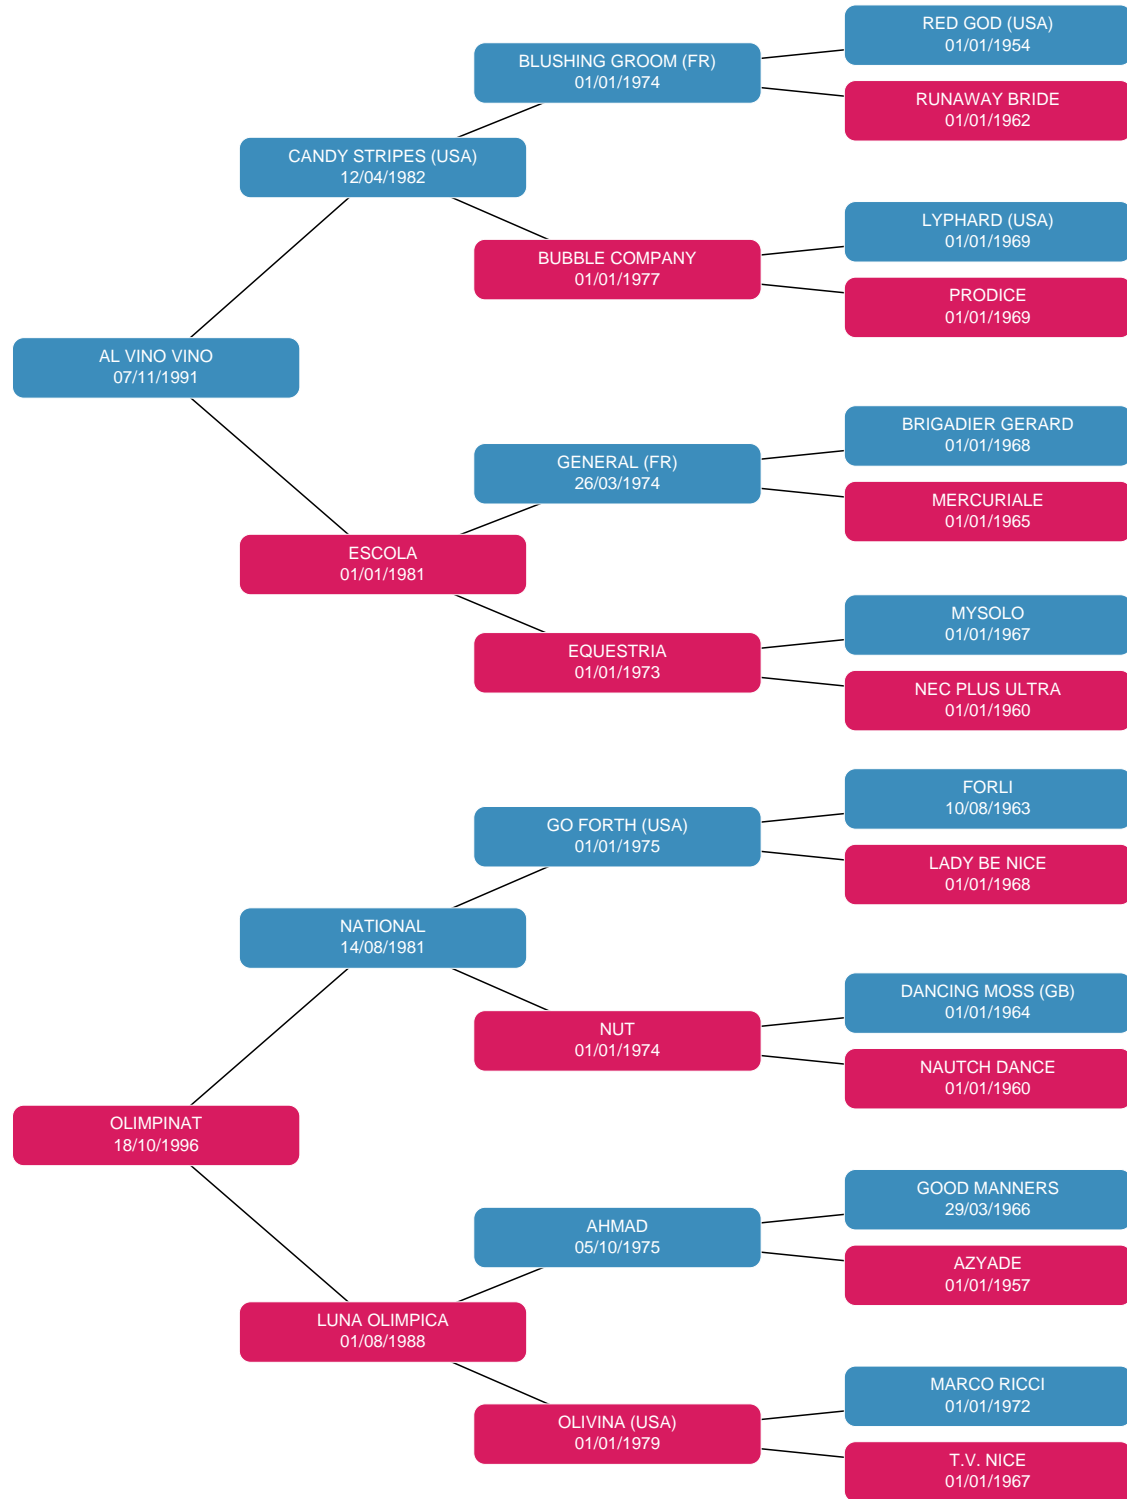 RED GOD (USA)
01/01/1954
BLUSHING GROOM (FR)
01/01/1974
RUNAWAY BRIDE
01/01/1962
CANDY STRIPES (USA)
12/04/1982
LYPHARD (USA)
01/01/1969
BUBBLE COMPANY
01/01/1977
PRODICE
01/01/1969
AL VINO VINO
07/11/1991
BRIGADIER GERARD
01/01/1968
GENERAL (FR)
26/03/1974
MERCURIALE
01/01/1965
ESCOLA
01/01/1981
MYSOLO
01/01/1967
EQUESTRIA
01/01/1973
NEC PLUS ULTRA
01/01/1960
FORLI
10/08/1963
GO FORTH (USA)
01/01/1975
LADY BE NICE
01/01/1968
NATIONAL
14/08/1981
DANCING MOSS (GB)
01/01/1964
NUT
01/01/1974
NAUTCH DANCE
01/01/1960
OLIMPINAT
18/10/1996
GOOD MANNERS
29/03/1966
AHMAD
05/10/1975
AZYADE
01/01/1957
LUNA OLIMPICA
01/08/1988
MARCO RICCI
01/01/1972
OLIVINA (USA)
01/01/1979
T.V. NICE
01/01/1967